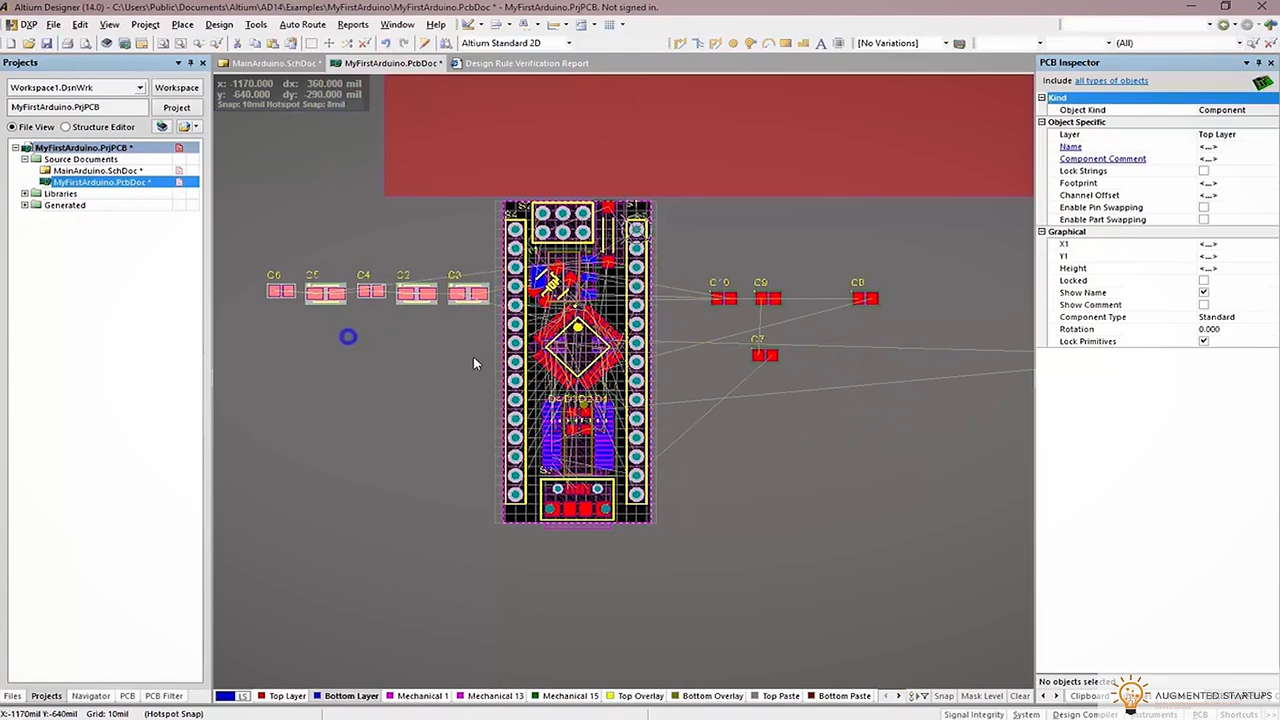 Altium Designer (14.0) - C:\Users\Public\Documents\Altium\AD14\Examples\MyFirstArduino\MyFirstArduino.PcbDoc * - MyFirstArduino.PrjPCB. Not signed in.
DXP File Edit View Project Place Design Tools Auto Route Reports Window Help
Altium Standard 2D [No Variations] (All)
Projects
MainArduino.SchDoc * MyFirstArduino.PcbDoc * Design Rule Verification Report
PCB Inspector
Workspace1.DsnWrk Workspace
MyFirstArduino.PrjPCB Project
File View Structure Editor
MyFirstArduino.PrjPCB *
Source Documents
MainArduino.SchDoc *
MyFirstArduino.PcbDoc *
Libraries
Generated
x: -1170.000 dx: 360.000 mil
y: -640.000 dy: -290.000 mil
Snap: 10mil Hotspot Snap: 8mil
C6 C5 C4 C2 C3
C10 C9 C8
C7
Include all types of objects
Kind
Object Kind Component
Object Specific
Layer Top Layer
Name <...>
Component Comment <...>
Lock Strings
Footprint <...>
Channel Offset <...>
Enable Pin Swapping
Enable Part Swapping
Graphical
X1 <...>
Y1 <...>
Height <...>
Locked
Show Name
Show Comment
Component Type Standard
Rotation 0.000
Lock Primitives
No objects selected
Files Projects Navigator PCB PCB Filter
LS Top Layer Bottom Layer Mechanical 1 Mechanical 13 Mechanical 15 Top Overlay Bottom Overlay Top Paste Bottom Paste Snap Mask Level Clear
Clipboard
AUGMENTED STARTUPS
X:-1170mil Y:-640mil Grid: 10mil (Hotspot Snap)
Signal Integrity System Design Compiler Instruments PCB Shortcuts